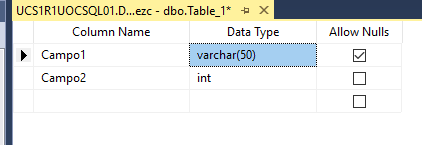 UCS1R1UOCSQL01.D...ezc - dbo.Table_1*
Column Name Data Type Allow Nulls
Campo1 varchar(50)
Campo2 int